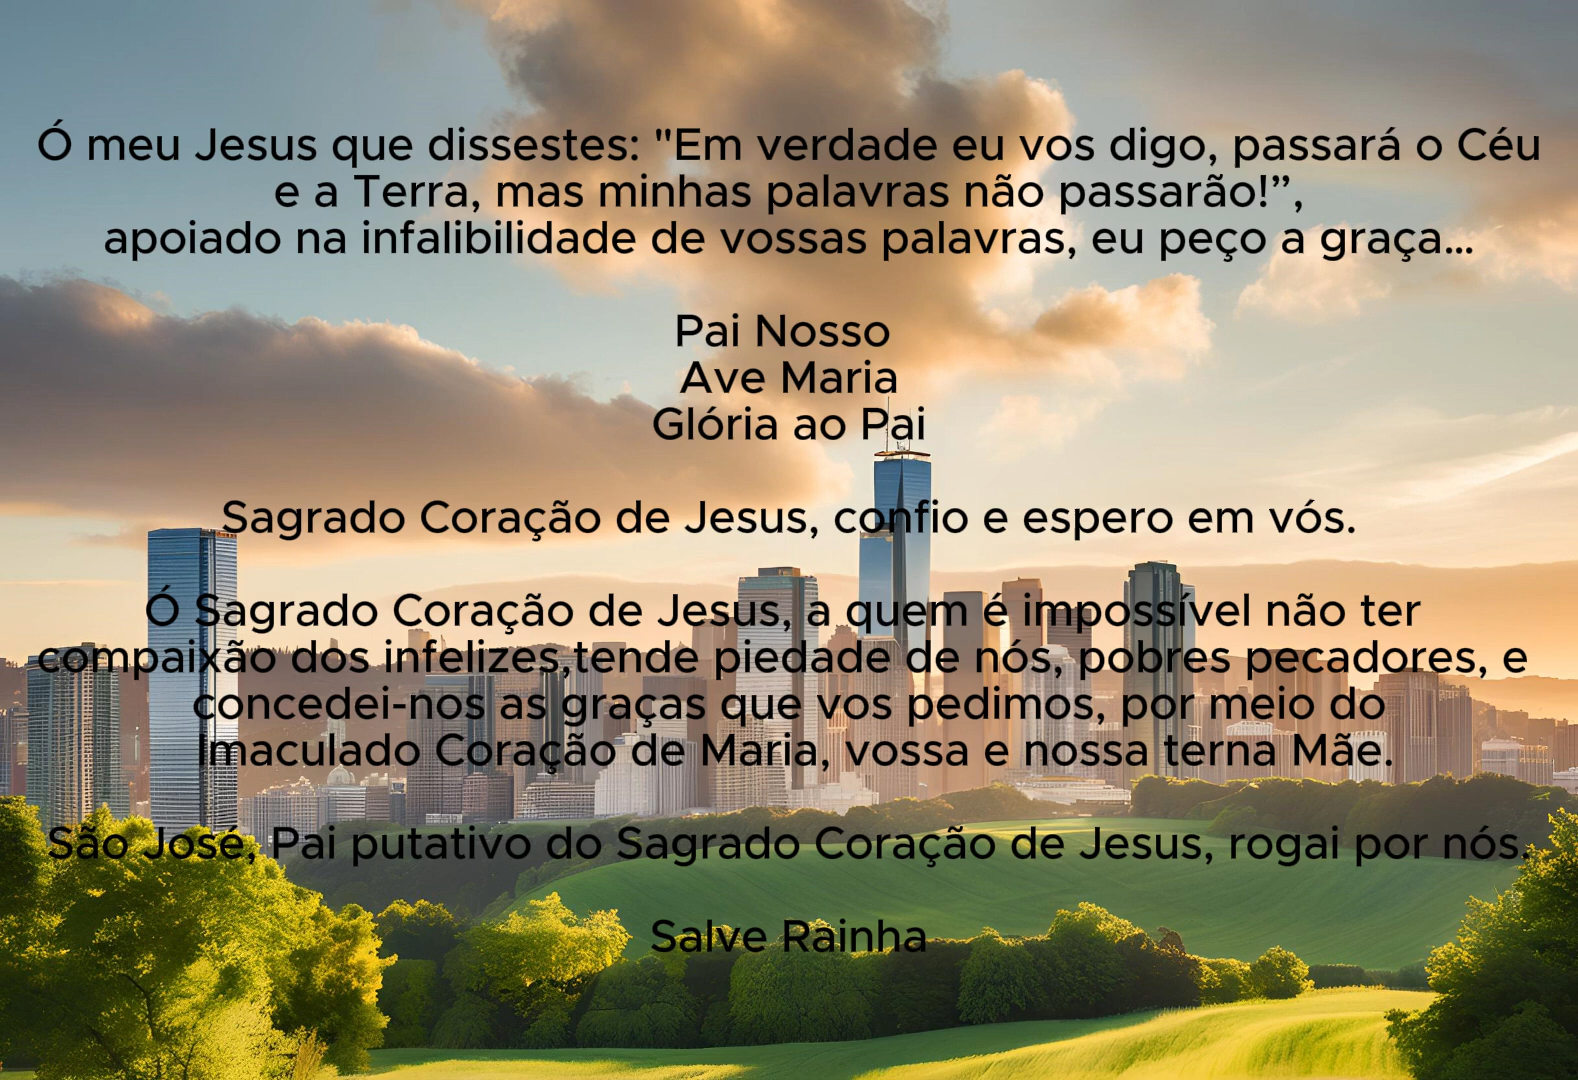 Ó meu Jesus que dissestes: "Em verdade eu vos digo, passará o Céu
e a Terra, mas minhas palavras não passarão!”,
apoiado na infalibilidade de vossas palavras, eu peço a graça...
Pai Nosso
Ave Maria
Glória ao Pai
Sagrado Coração de Jesus, confio e espero em vós.
Ó Sagrado Coração de Jesus, a quem é impossível não ter
compaixão dos infelizes,tende piedade de nós, pobres pecadores, e
concedei-nos as graças que vos pedimos, por meio do
Imaculado Coração de Maria, vossa e nossa terna Mãe.
São José, Pai putativo do Sagrado Coração de Jesus, rogai por nós.
Salve Rainha